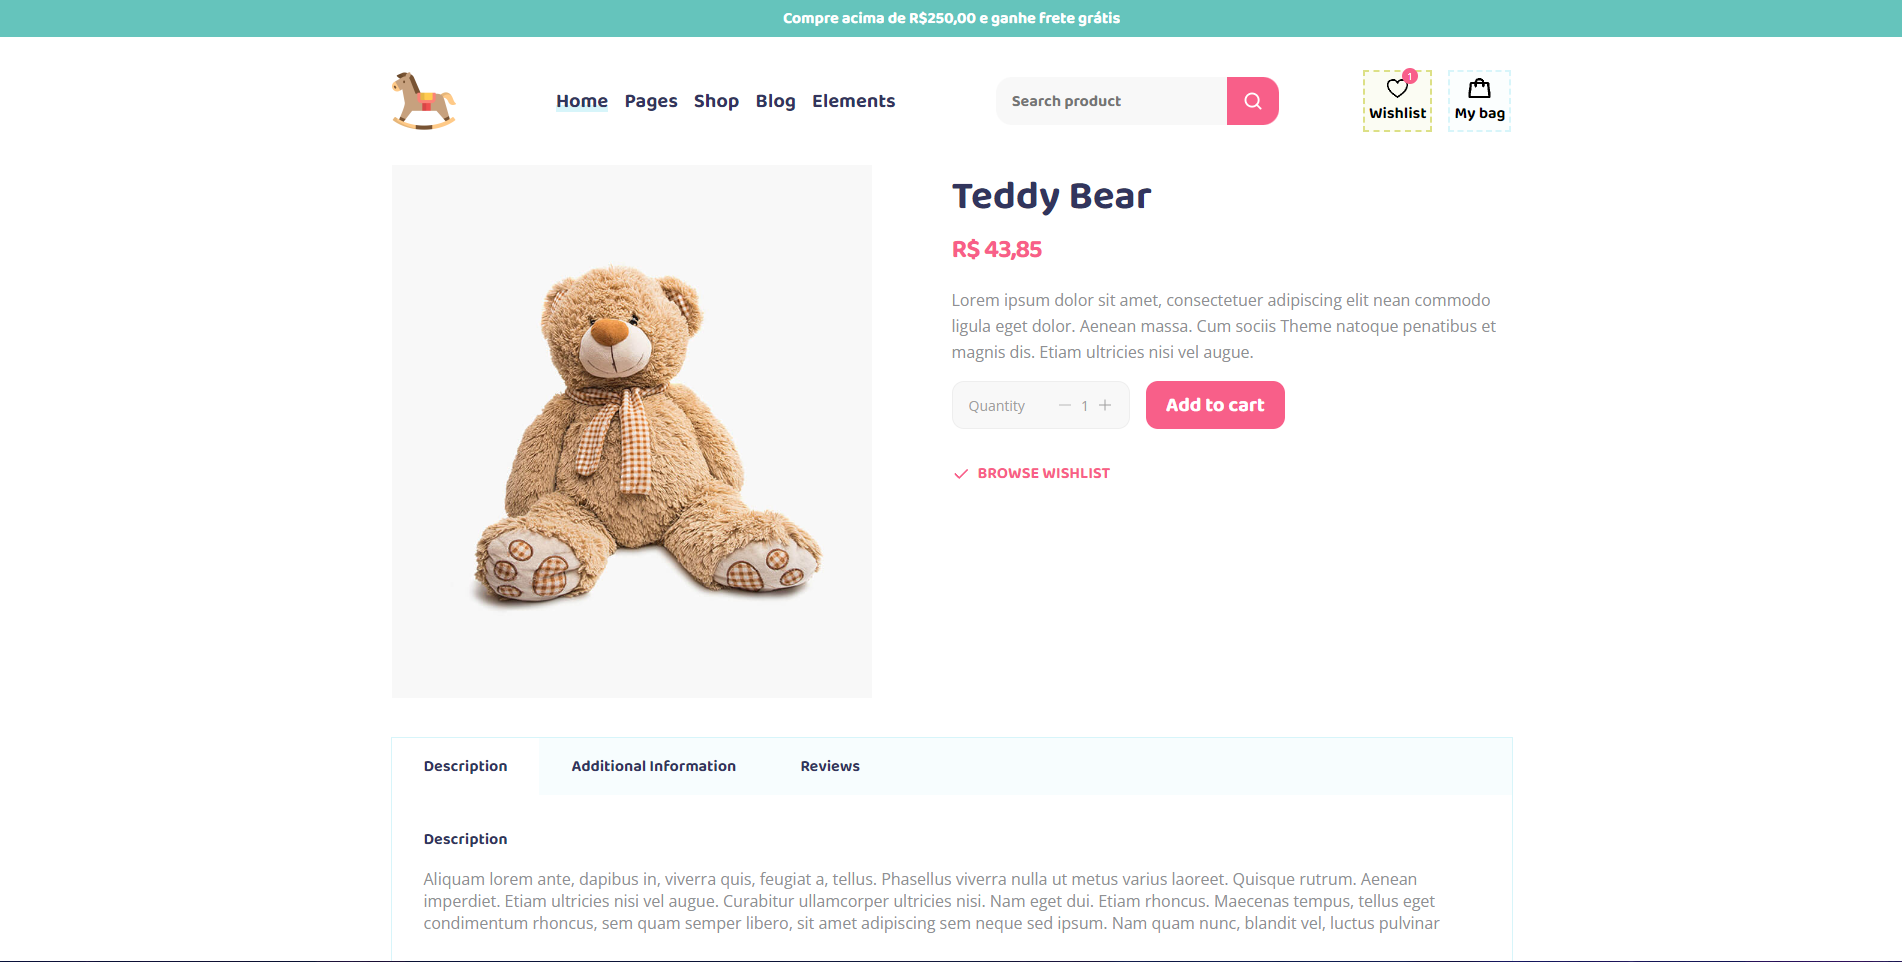 Compre acima de R$250,00 e ganhe frete grátis
Home Pages Shop Blog Elements
Search product
1
Wishlist
My bag
Teddy Bear
R$ 43,85
Lorem ipsum dolor sit amet, consectetuer adipiscing elit nean commodo
ligula eget dolor. Aenean massa. Cum sociis Theme natoque penatibus et
magnis dis. Etiam ultricies nisi vel augue.
Quantity — 1 +
Add to cart
BROWSE WISHLIST
Description Additional Information Reviews
Description
Aliquam lorem ante, dapibus in, viverra quis, feugiat a, tellus. Phasellus viverra nulla ut metus varius laoreet. Quisque rutrum. Aenean
imperdiet. Etiam ultricies nisi vel augue. Curabitur ullamcorper ultricies nisi. Nam eget dui. Etiam rhoncus. Maecenas tempus, tellus eget
condimentum rhoncus, sem quam semper libero, sit amet adipiscing sem neque sed ipsum. Nam quam nunc, blandit vel, luctus pulvinar